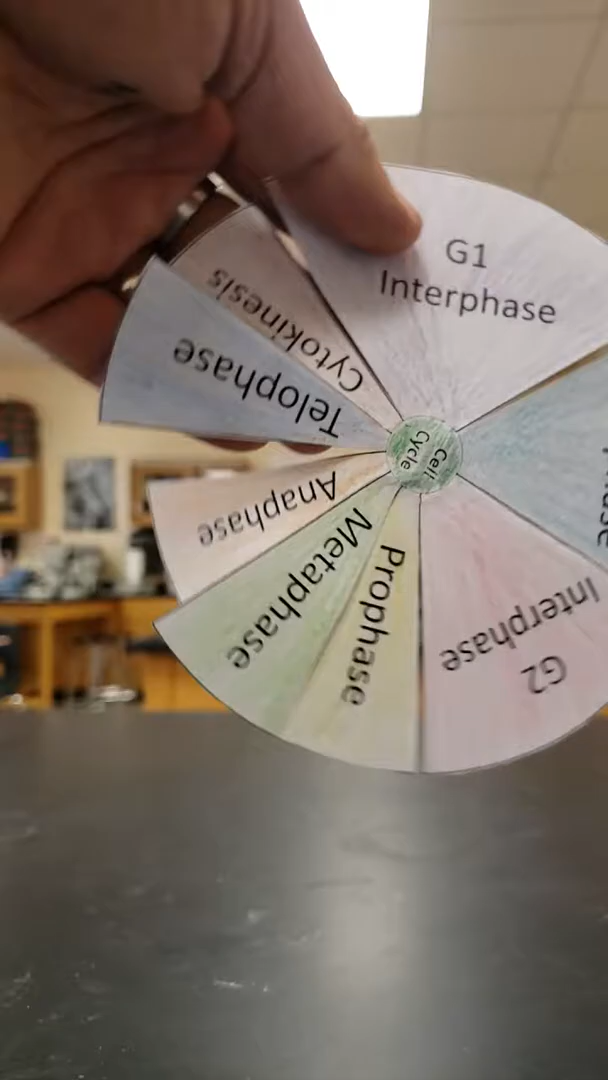 G1
Interphase
G2
Interphase
Prophase
Metaphase
Anaphase
Telophase
Cytokinesis
Cell
Cycle